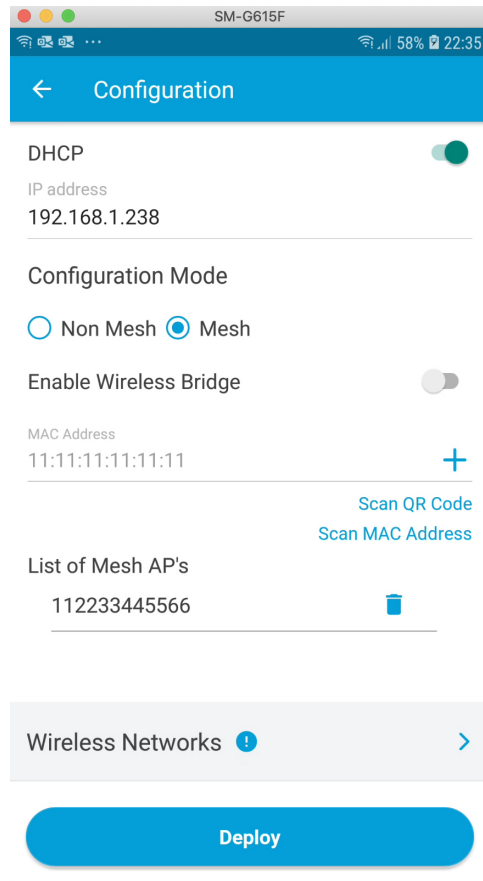 SM-G615F
58% 22:35
Configuration
DHCP
IP address
192.168.1.238
Configuration Mode
Non Mesh Mesh
Enable Wireless Bridge
MAC Address
11:11:11:11:11:11
Scan QR Code
Scan MAC Address
List of Mesh AP's
112233445566
Wireless Networks
Deploy